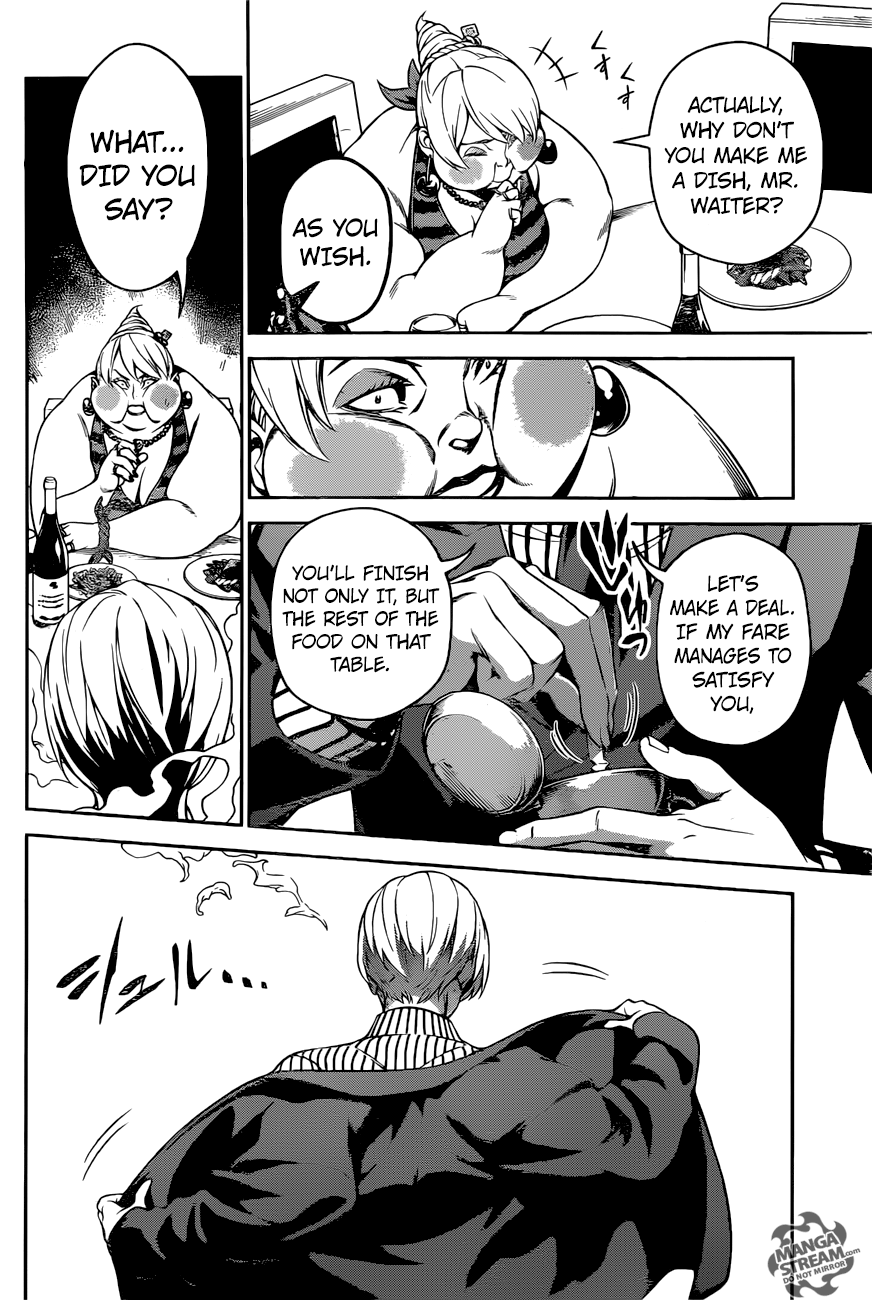 ACTUALLY,
WHY DON'T
YOU MAKE ME
A DISH, MR.
WAITER?
くす
くす
AS YOU
WISH.
LET'S
MAKE A DEAL.
IF MY FARE
MANAGES TO
SATISFY
YOU,
YOU'LL FINISH
NOT ONLY IT, BUT
THE REST OF THE
FOOD ON THAT
TABLE.
WHAT...
DID YOU
SAY?
シュル...
MANGA
STREAM.com
DO NOT MIRROR